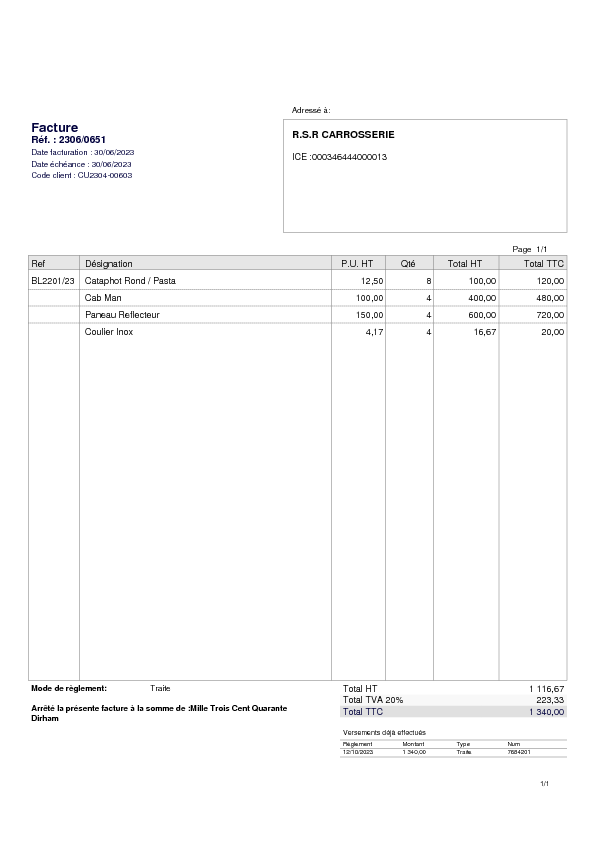 Adressé à:
Facture
Réf. : 2306/0651
Date facturation : 30/06/2023
Date échéance : 30/06/2023
Code client : CU2304-00603
R.S.R CARROSSERIE
ICE :000346444000013
Page 1/1
Ref Désignation P.U. HT Qté Total HT Total TTC
BL2201/23 Cataphot Rond / Pasta 12,50 8 100,00 120,00
Cab Man 100,00 4 400,00 480,00
Paneau Reflecteur 150,00 4 600,00 720,00
Coulier Inox 4,17 4 16,67 20,00
Mode de règlement: Traite
Arrêté la présente facture à la somme de :Mille Trois Cent Quarante
Dirham
Total HT 1 116,67
Total TVA 20% 223,33
Total TTC 1 340,00
Versements déjà effectués
Règlement Montant Type Num
12/10/2023 1 340,00 Traite 7684201
1/1